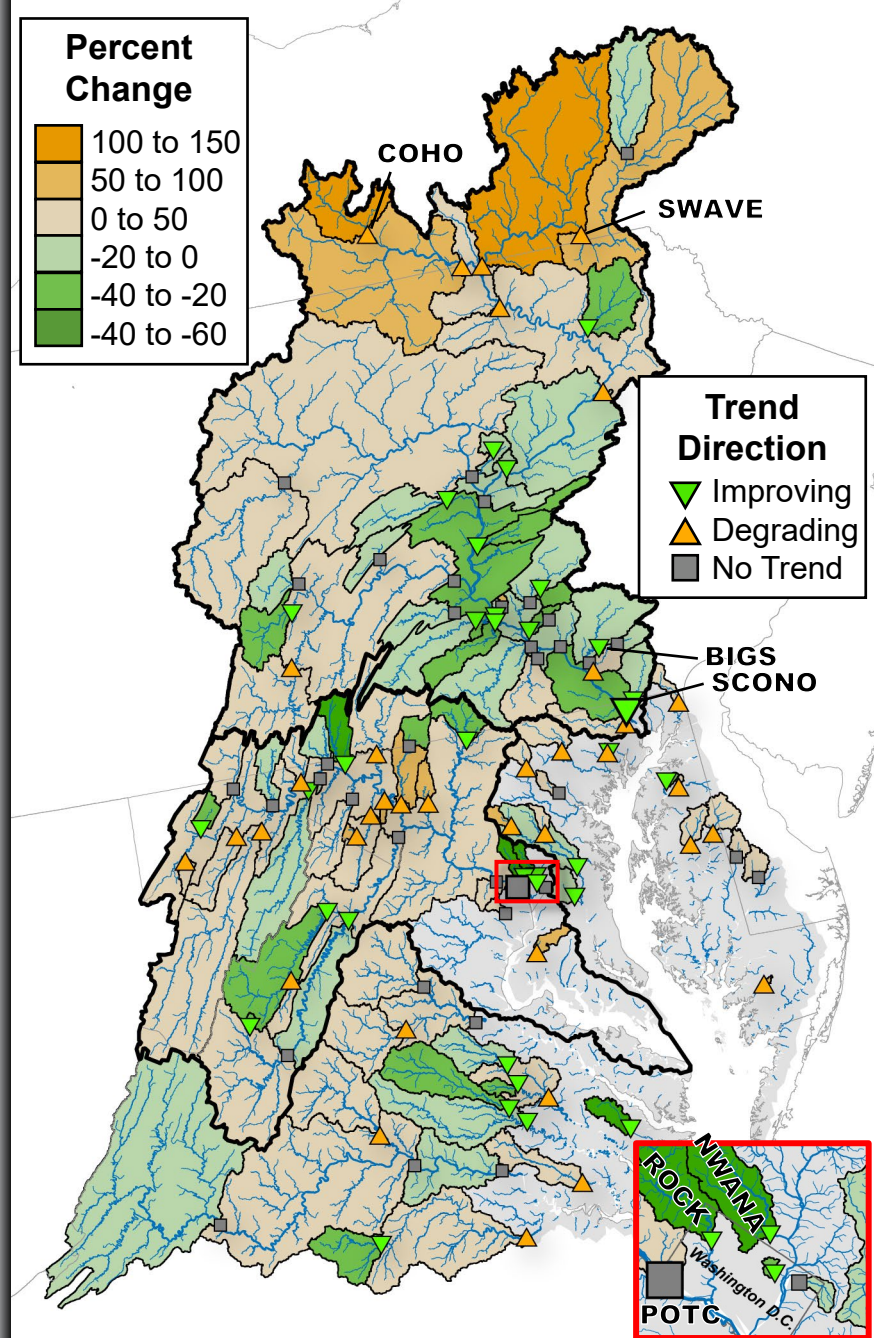 Percent
Change
100 to 150
50 to 100
0 to 50
-20 to 0
-40 to -20
-40 to -60
COHO
SWAVE
Trend
Direction
Improving
Degrading
No Trend
BIGS
SCONO
ROCK
NWANA
Washington D.C.
POTC